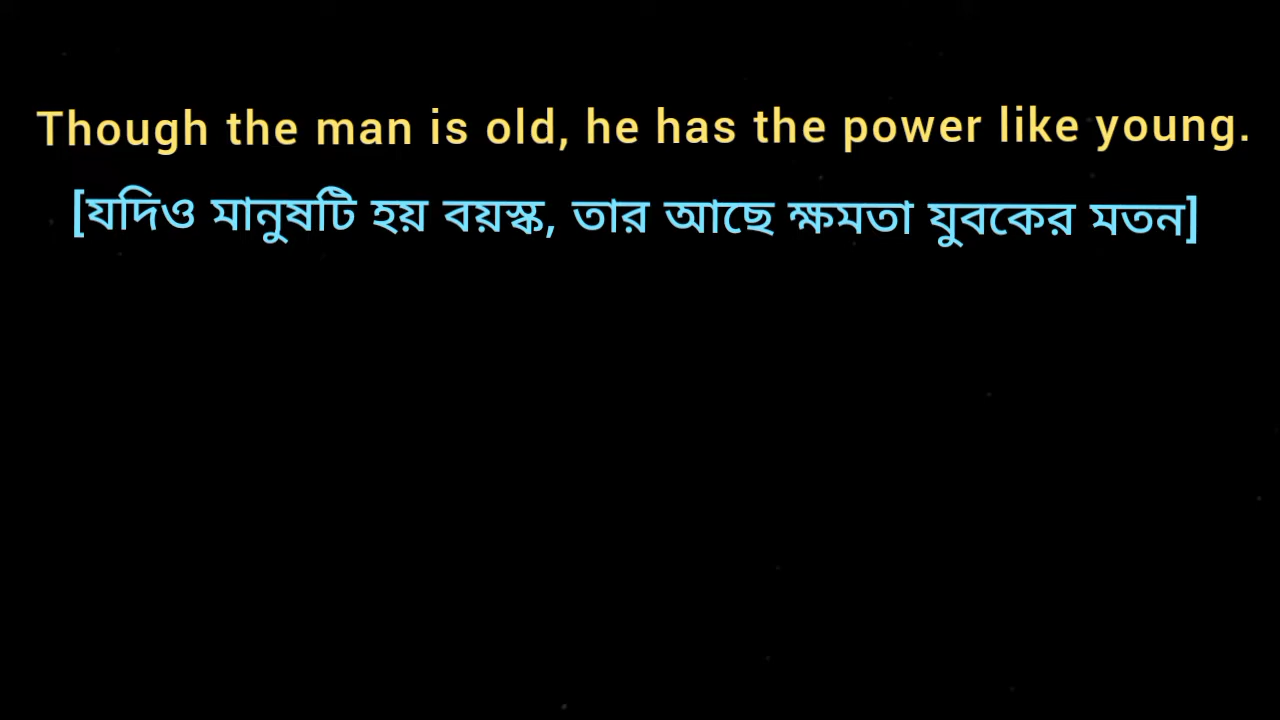 Though the man is old, he has the power like young.
[যদিও মানুষটি হয় বয়স্ক, তার আছে ক্ষমতা যুবকের মতন]